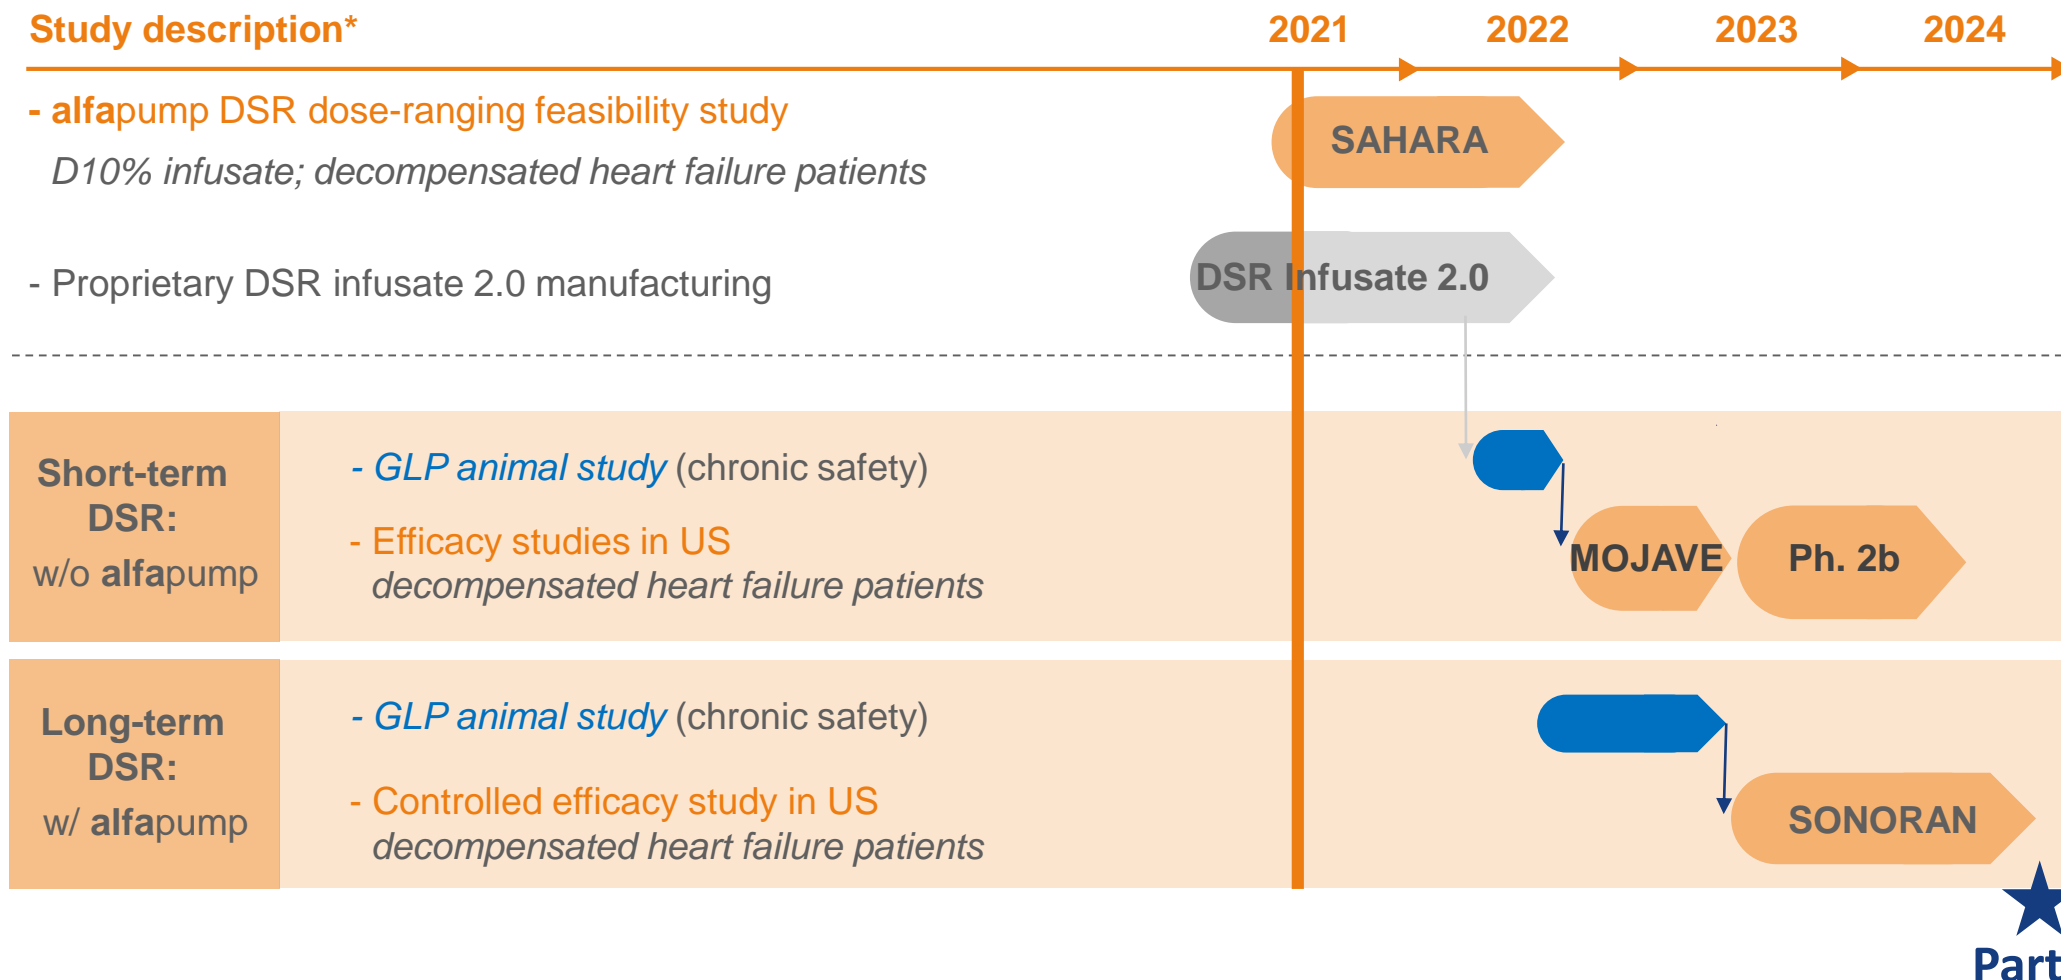 Study description* 2021 2022 2023 2024
- alfapump DSR dose-ranging feasibility study
D10% infusate; decompensated heart failure patients
SAHARA
- Proprietary DSR infusate 2.0 manufacturing
DSR Infusate 2.0
Short-term
DSR:
w/o alfapump
- GLP animal study (chronic safety)
- Efficacy studies in US
decompensated heart failure patients
MOJAVE
Ph. 2b
Long-term
DSR:
w/ alfapump
- GLP animal study (chronic safety)
- Controlled efficacy study in US
decompensated heart failure patients
SONORAN
Part